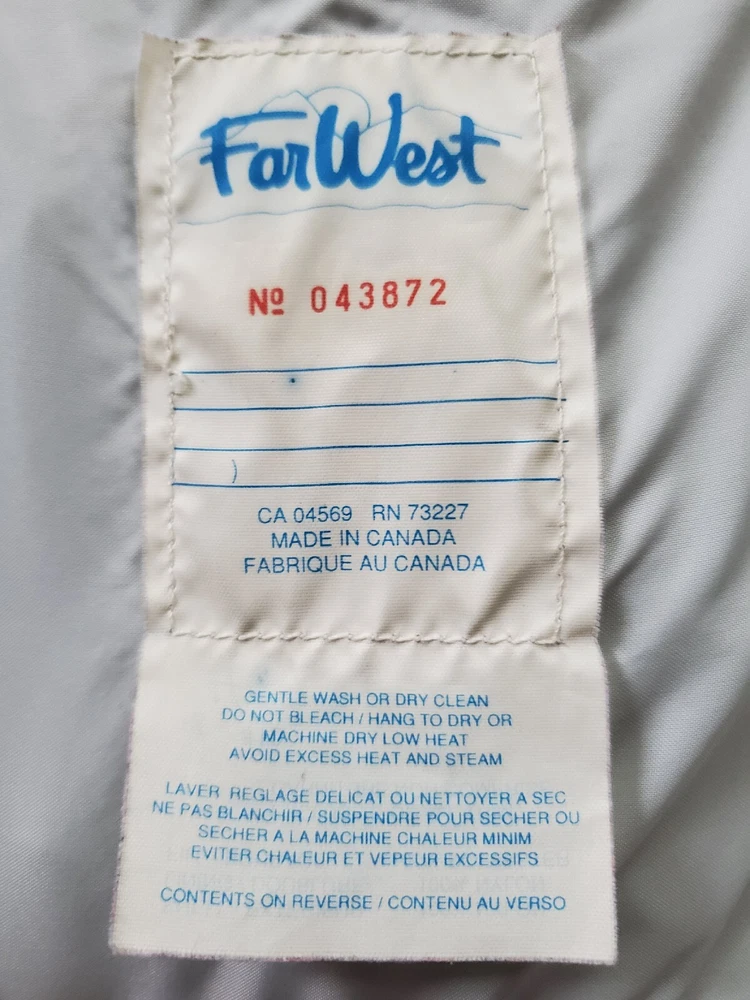 FarWest
Nº 043872
CA 04569 RN 73227
MADE IN CANADA
FABRIQUE AU CANADA
GENTLE WASH OR DRY CLEAN
DO NOT BLEACH / HANG TO DRY OR
MACHINE DRY LOW HEAT
AVOID EXCESS HEAT AND STEAM
LAVER REGLAGE DELICAT OU NETTOYER A SEC
NE PAS BLANCHIR / SUSPENDRE POUR SECHER OU
SECHER A LA MACHINE CHALEUR MINIM
EVITER CHALEUR ET VEPEUR EXCESSIFS
CONTENTS ON REVERSE / CONTENU AU VERSO